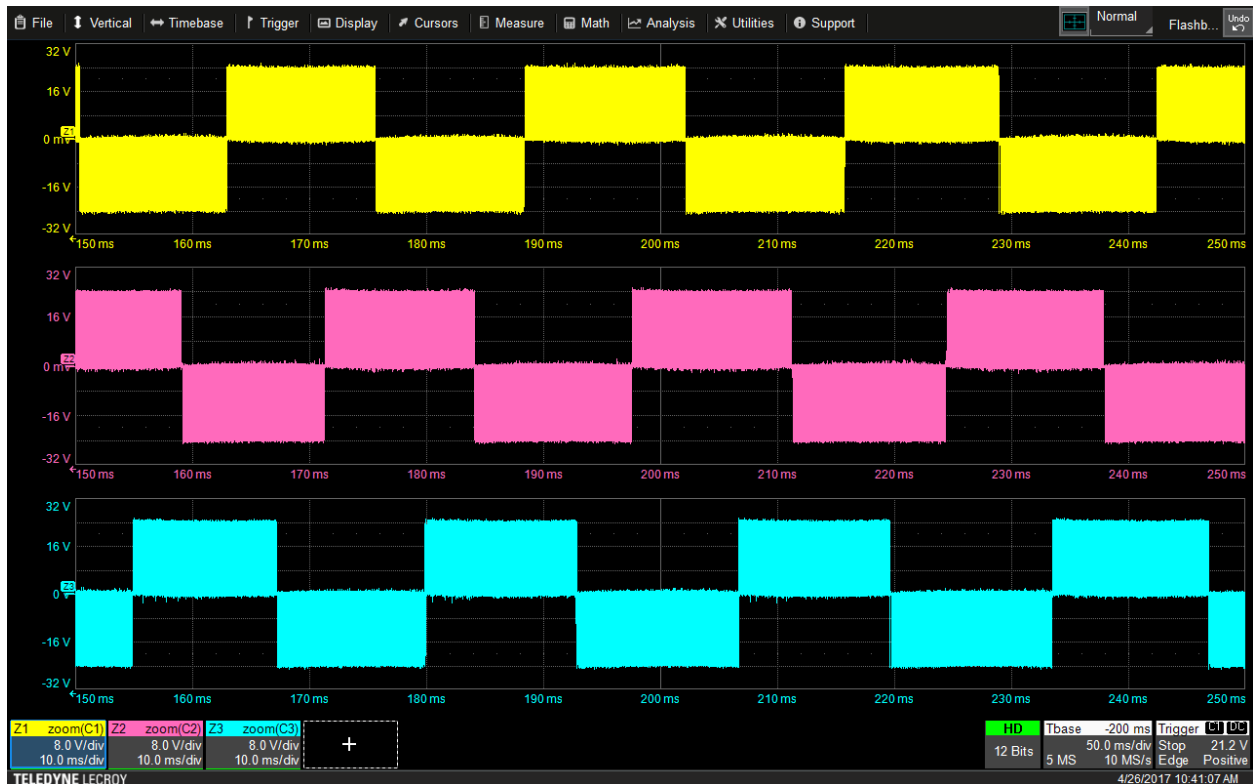 File Vertical Timebase Trigger Display Cursors Measure Math Analysis Utilities Support Normal Flashb... Undo
32 V
16 V
Z1
0 m
-16 V
-32 V
150 ms 160 ms 170 ms 180 ms 190 ms 200 ms 210 ms 220 ms 230 ms 240 ms 250 ms
32 V
16 V
Z2
0 m
-16 V
-32 V
150 ms 160 ms 170 ms 180 ms 190 ms 200 ms 210 ms 220 ms 230 ms 240 ms 250 ms
32 V
16 V
Z3
0
-16 V
-32 V
150 ms 160 ms 170 ms 180 ms 190 ms 200 ms 210 ms 220 ms 230 ms 240 ms 250 ms
Z1 zoom(C1) Z2 zoom(C2) Z3 zoom(C3) HD Tbase -200 ms Trigger C1 DC
8.0 V/div 8.0 V/div 8.0 V/div + 12 Bits 50.0 ms/div Stop 21.2 V
10.0 ms/div 10.0 ms/div 10.0 ms/div 5 MS 10 MS/s Edge Positive
TELEDYNE LECROY 4/26/2017 10:41:07 AM